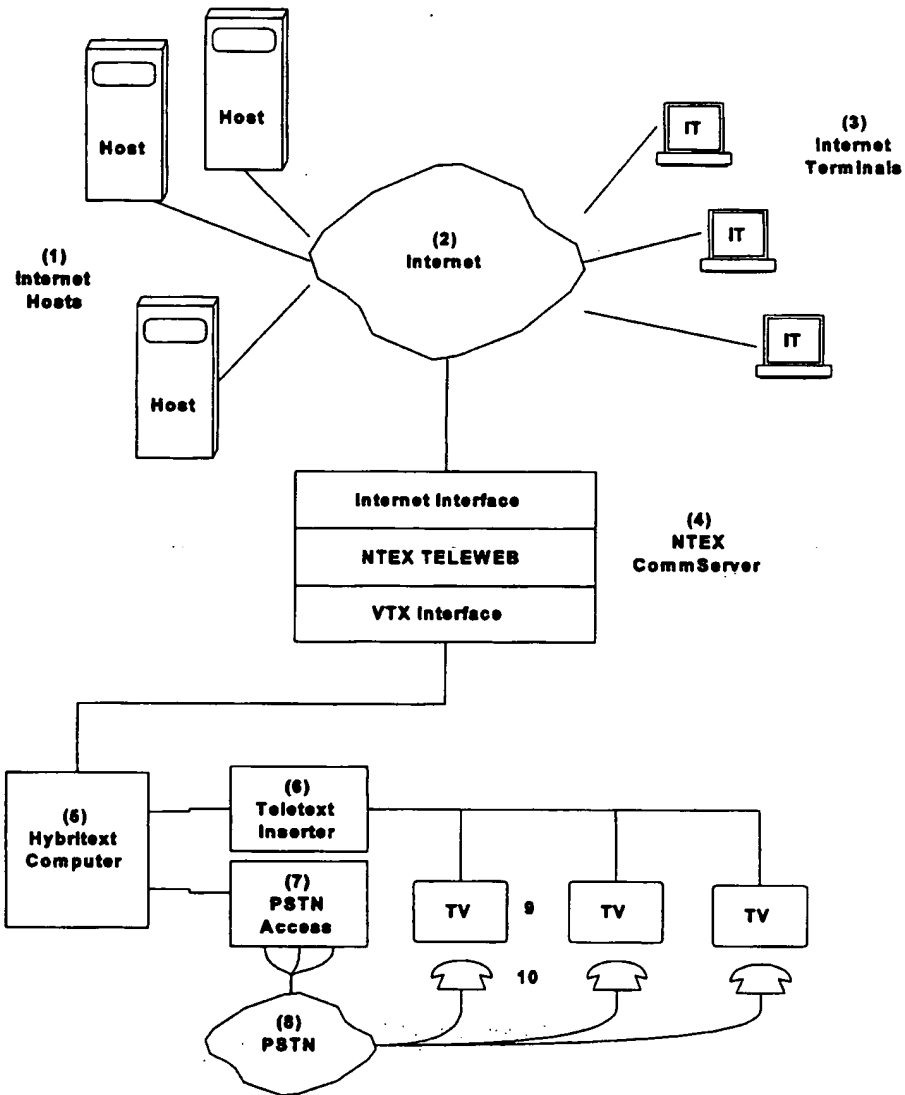 Host
Host
IT
(3)
Internet
Terminals
(2)
Internet
IT
(1)
Internet
Hosts
Host
IT
Internet Interface
NTEX TELEWEB
VTX Interface
(4)
NTEX
CommServer
(5)
Hybritext
Computer
(6)
Teletext
Inserter
(7)
PSTN
Access
TV
9
TV
TV
10
(8)
PSTN